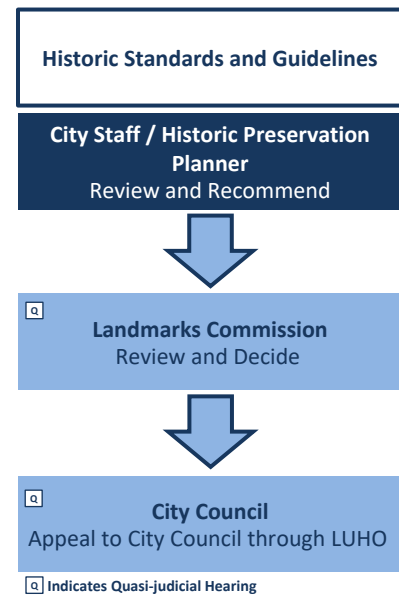 Historic Standards and Guidelines
City Staff / Historic Preservation
Planner
Review and Recommend
Q
Landmarks Commission
Review and Decide
Q
City Council
Appeal to City Council through LUHO
Q Indicates Quasi-judicial Hearing